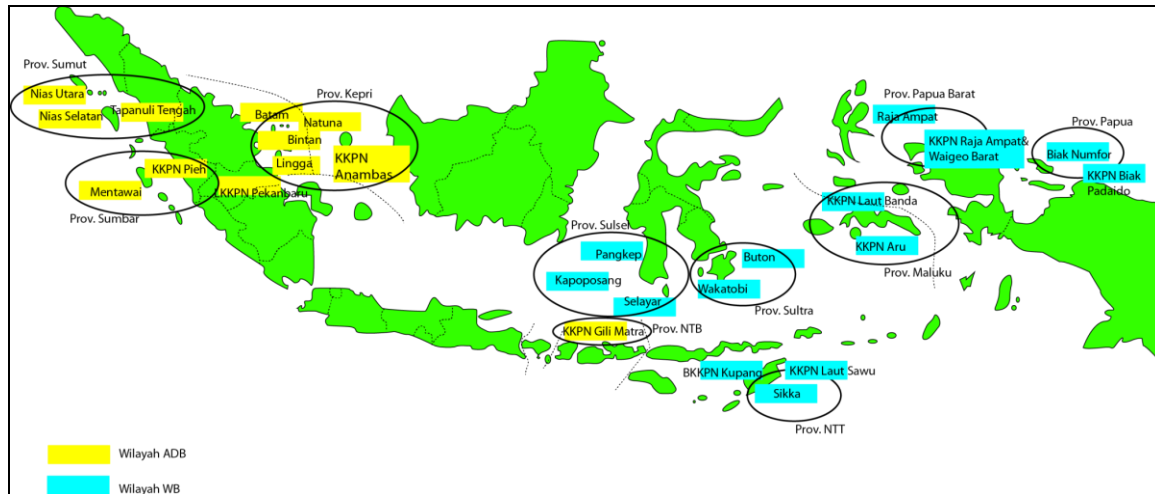 Prov. Sumut
Nias Utara
Nias Selatan
Tapanuli Tengah
Prov. Kepri
Batam
Natuna
Bintan
Lingga
KKPN
Anambas
KKPN Pieh
Mentawai
LKKPN Pekanbaru
Prov. Sumbar
Prov. Sulsel
Pangkep
Kapoposang
Selayar
Buton
Wakatobi
Prov. Sultra
KKPN Gili Matra
Prov. NTB
Prov. Papua Barat
Raja Ampat
KKPN Raja Ampat&
Waigeo Barat
Prov. Papua
Biak Numfor
KKPN Biak
Padaido
KKPN Laut Banda
KKPN Aru
Prov. Maluku
BKKPN Kupang
KKPN Laut Sawu
Sikka
Prov. NTT
Wilayah ADB
Wilayah WB